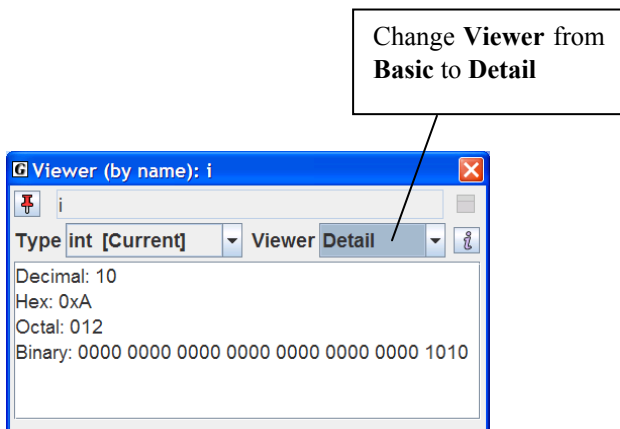 Change Viewer from
Basic to Detail
G Viewer (by name): i
i
Type int [Current] Viewer Detail i
Decimal: 10
Hex: 0xA
Octal: 012
Binary: 0000 0000 0000 0000 0000 0000 0000 1010